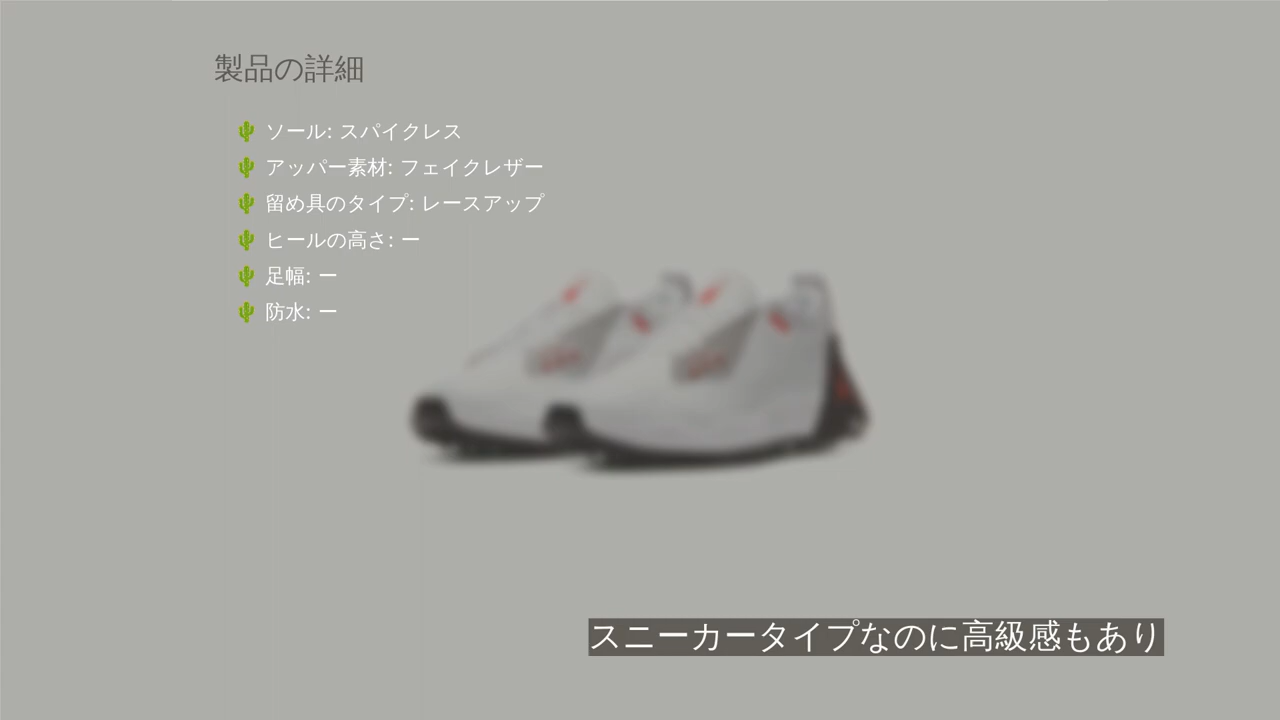 製品の詳細
🌵 ソール: スパイクレス
🌵 アッパー素材: フェイクレザー
🌵 留め具のタイプ: レースアップ
🌵 ヒールの高さ: ー
🌵 足幅: ー
🌵 防水: ー
スニーカータイプなのに高級感もあり